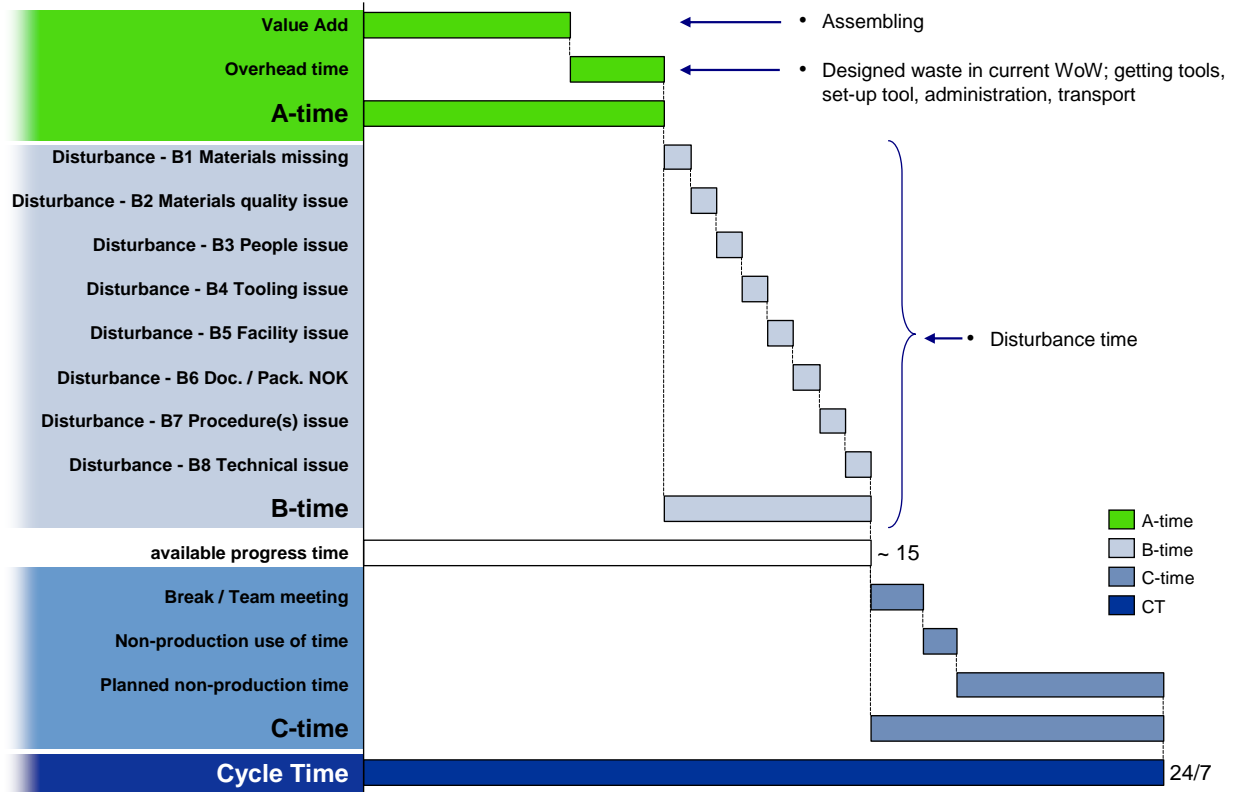 Value Add
• Assembling
Overhead time
• Designed waste in current WoW; getting tools,
set-up tool, administration, transport
A-time
Disturbance - B1 Materials missing
Disturbance - B2 Materials quality issue
Disturbance - B3 People issue
Disturbance - B4 Tooling issue
Disturbance - B5 Facility issue
• Disturbance time
Disturbance - B6 Doc. / Pack. NOK
Disturbance - B7 Procedure(s) issue
Disturbance - B8 Technical issue
B-time
available progress time
~ 15
Break / Team meeting
Non-production use of time
Planned non-production time
C-time
Cycle Time
24/7
A-time
B-time
C-time
CT